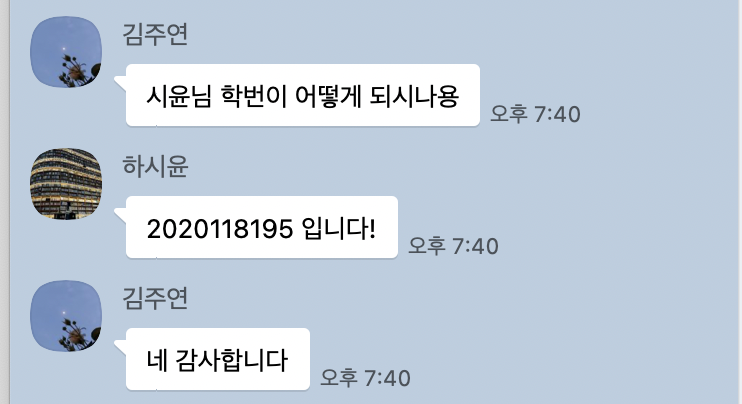 김주연
시윤님 학번이 어떻게 되시나용
오후 7:40
하시윤
2020118195 입니다!
오후 7:40
김주연
네 감사합니다
오후 7:40